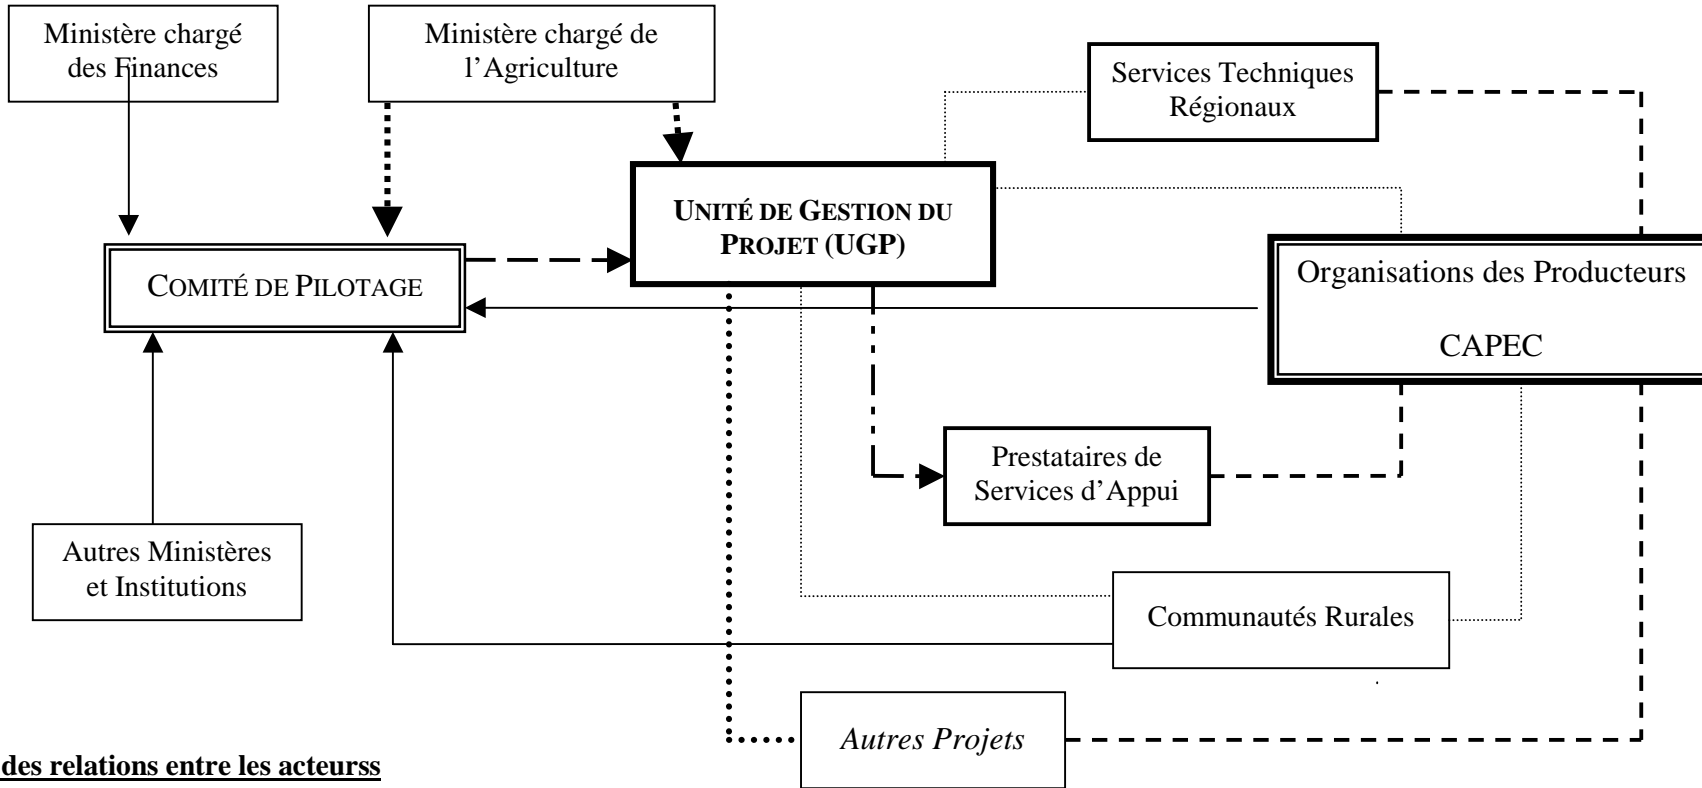 Ministère chargé
des Finances
Ministère chargé de
l’Agriculture
Services Techniques
Régionaux
UNITÉ DE GESTION DU
PROJET (UGP)
COMITÉ DE PILOTAGE
Organisations des Producteurs
CAPEC
Prestataires de
Services d’Appui
Autres Ministères
et Institutions
Communautés Rurales
Autres Projets
des relations entre les acteurss